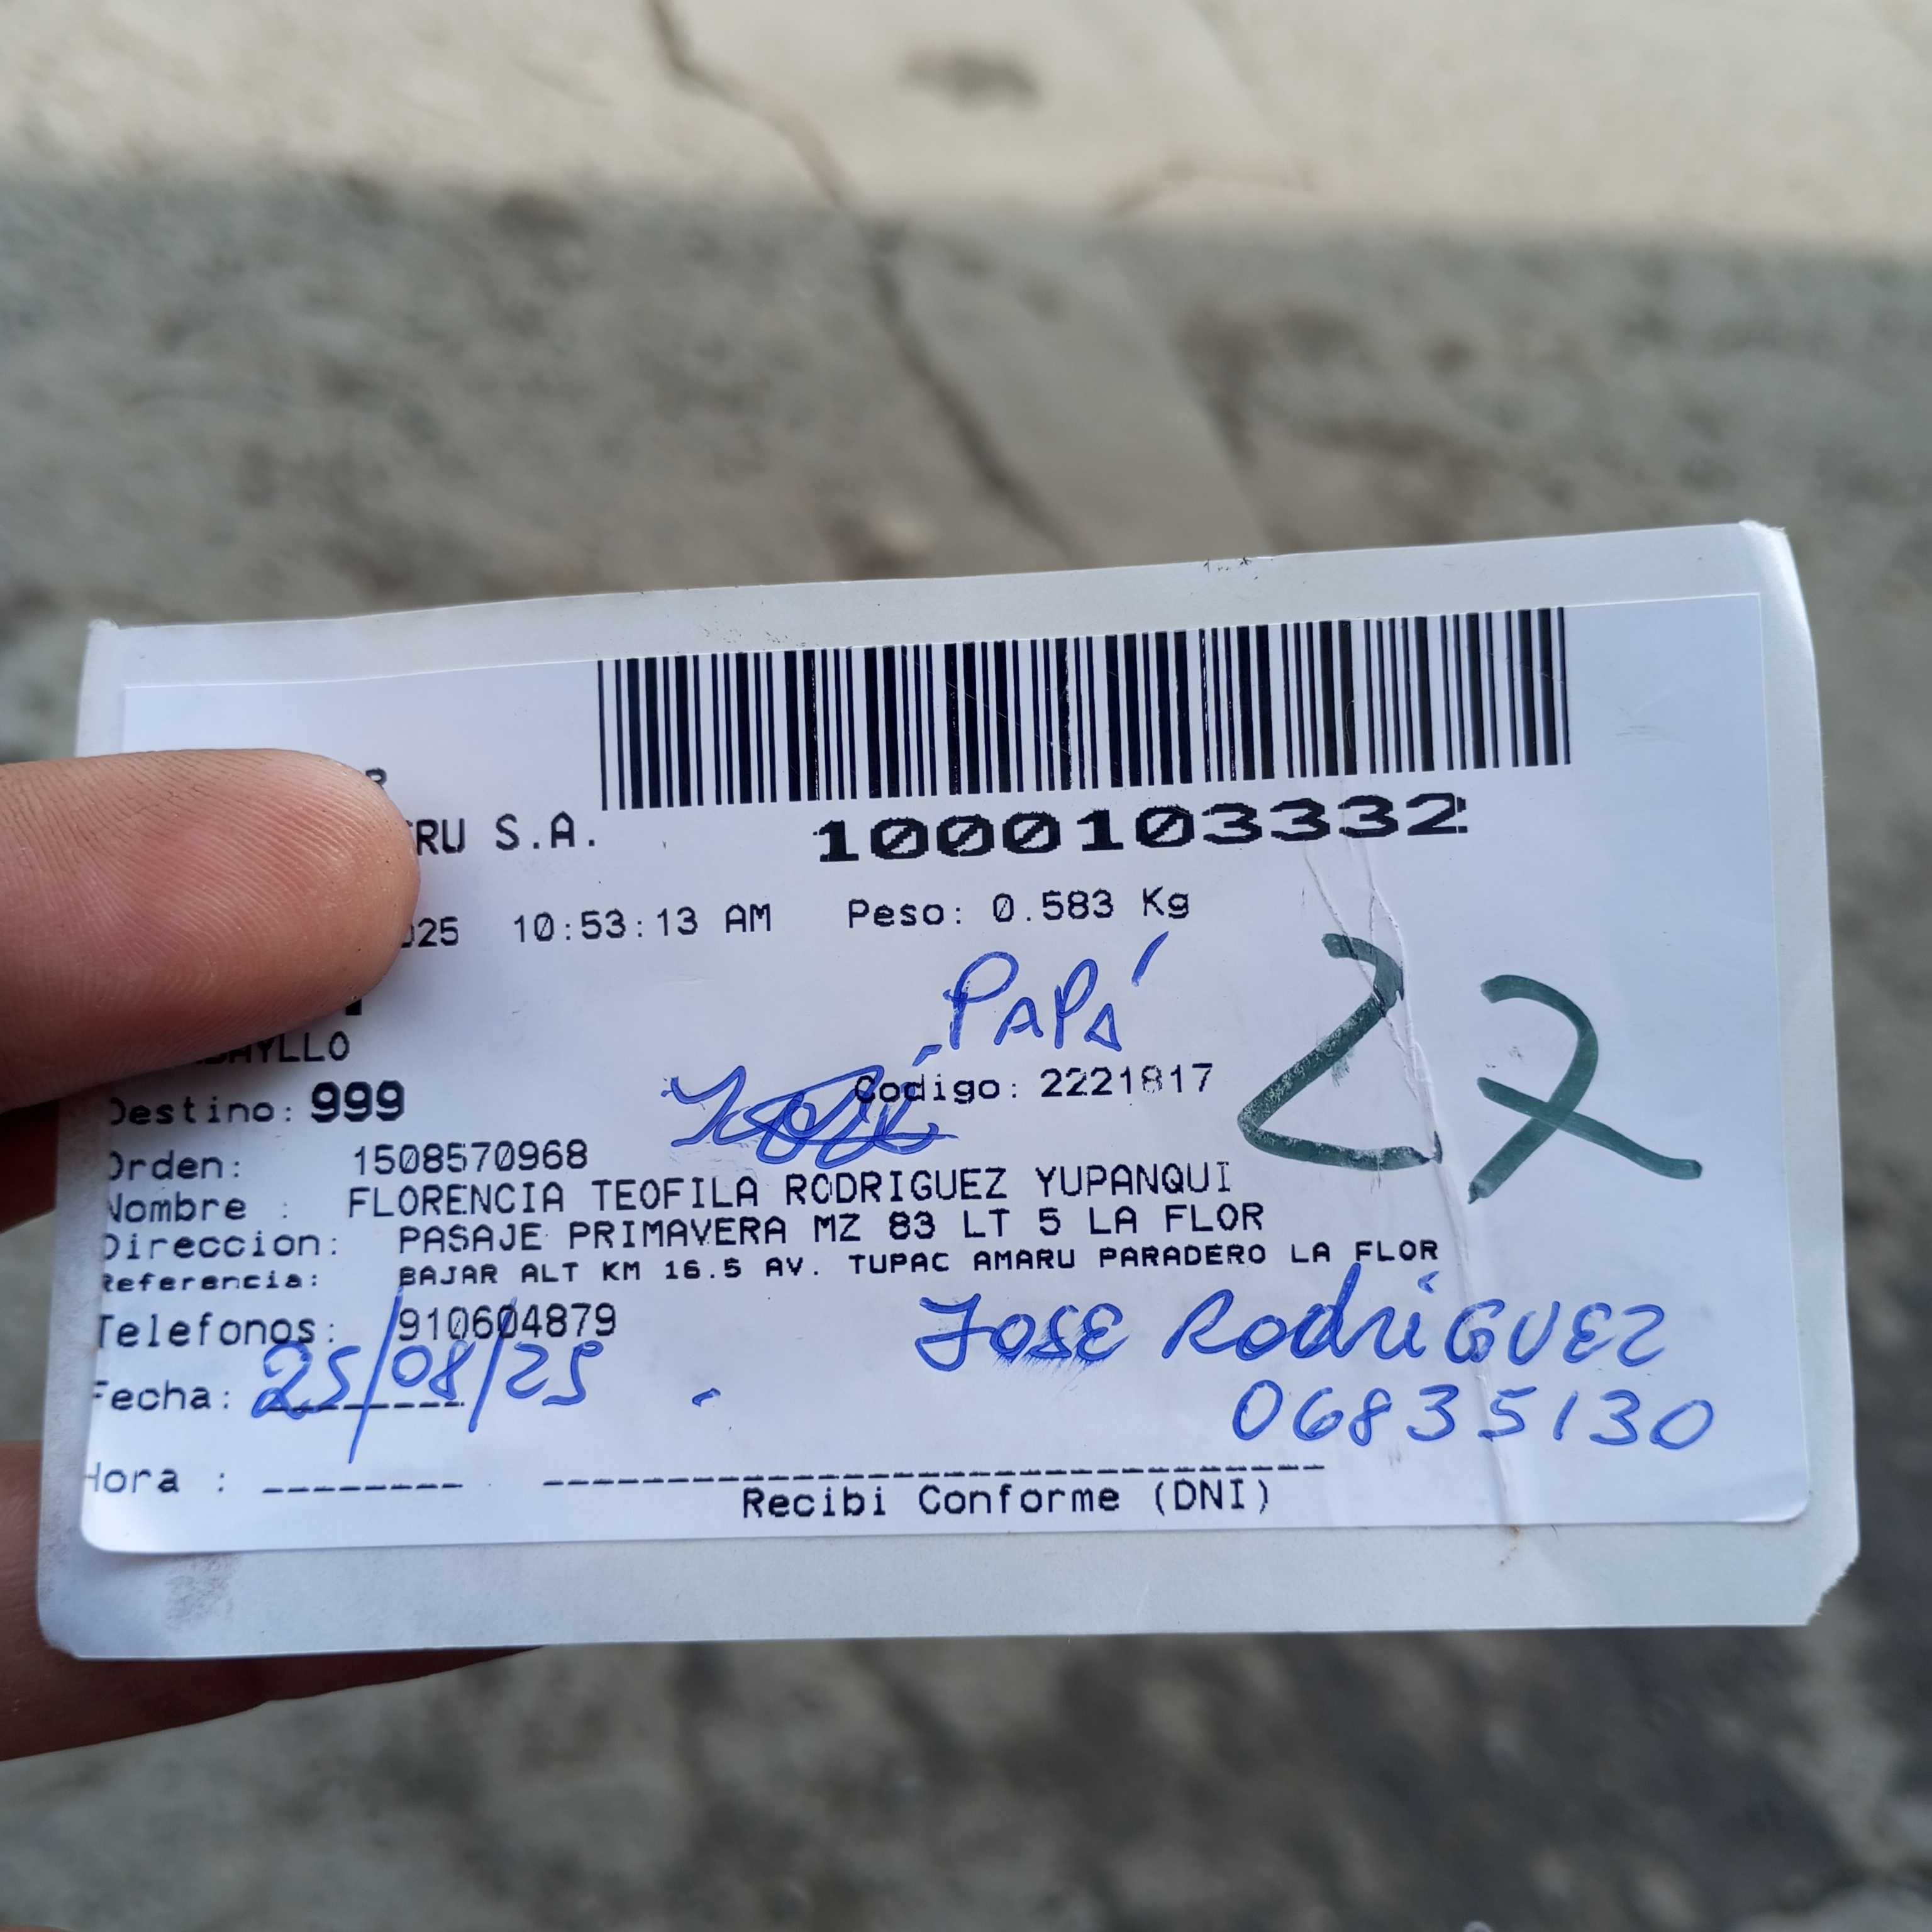 RU S.A.
1000103332
025 10:53:13 AM Peso: 0.583 Kg
PAPÁ
27
AYLLO
Codigo: 2221817
José
Destino: 999
Orden: 1508570968
Nombre : FLORENCIA TEOFILA RODRIGUEZ YUPANQUI
Direccion: PASAJE PRIMAVERA MZ 83 LT 5 LA FLOR
Referencia: BAJAR ALT KM 16.5 AV. TUPAC AMARU PARADERO LA FLOR
Telefonos: 910604879
JOSE RodríGUEZ
Fecha: 25/08/25
06835130
Hora :
Recibi Conforme (DNI)